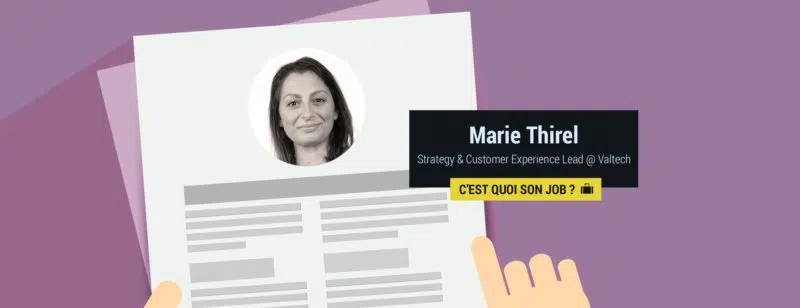 Marie Thirel
Strategy & Customer Experience Lead @ Valtech
C'EST QUOI SON JOB ?